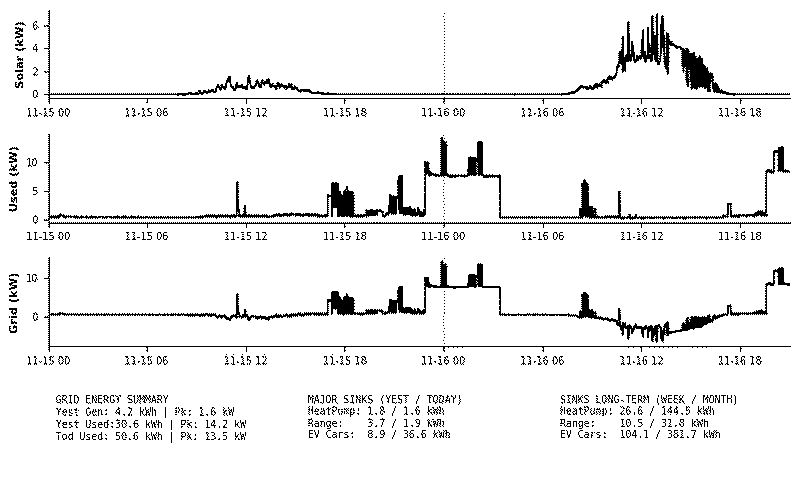 Solar (kW)
6
4
2
0
11-15 00 11-15 06 11-15 12 11-15 18 11-16 00 11-16 06 11-16 12 11-16 18
Used (kW)
10
5
0
11-15 00 11-15 06 11-15 12 11-15 18 11-16 00 11-16 06 11-16 12 11-16 18
Grid (kW)
10
0
11-15 00 11-15 06 11-15 12 11-15 18 11-16 00 11-16 06 11-16 12 11-16 18
GRID ENERGY SUMMARY
Yest Gen: 4.2 kWh | Pk: 1.6 kW
Yest Used:30.6 kWh | Pk: 14.2 kW
Tod Used: 50.6 kWh | Pk: 13.5 kW
MAJOR SINKS (YEST / TODAY)
HeatPump: 1.8 / 1.6 kWh
Range: 3.7 / 1.9 kWh
EV Cars: 8.9 / 36.6 kWh
SINKS LONG-TERM (WEEK / MONTH)
HeatPump: 26.6 / 144.5 kWh
Range: 10.5 / 31.8 kWh
EV Cars: 104.1 / 381.7 kWh